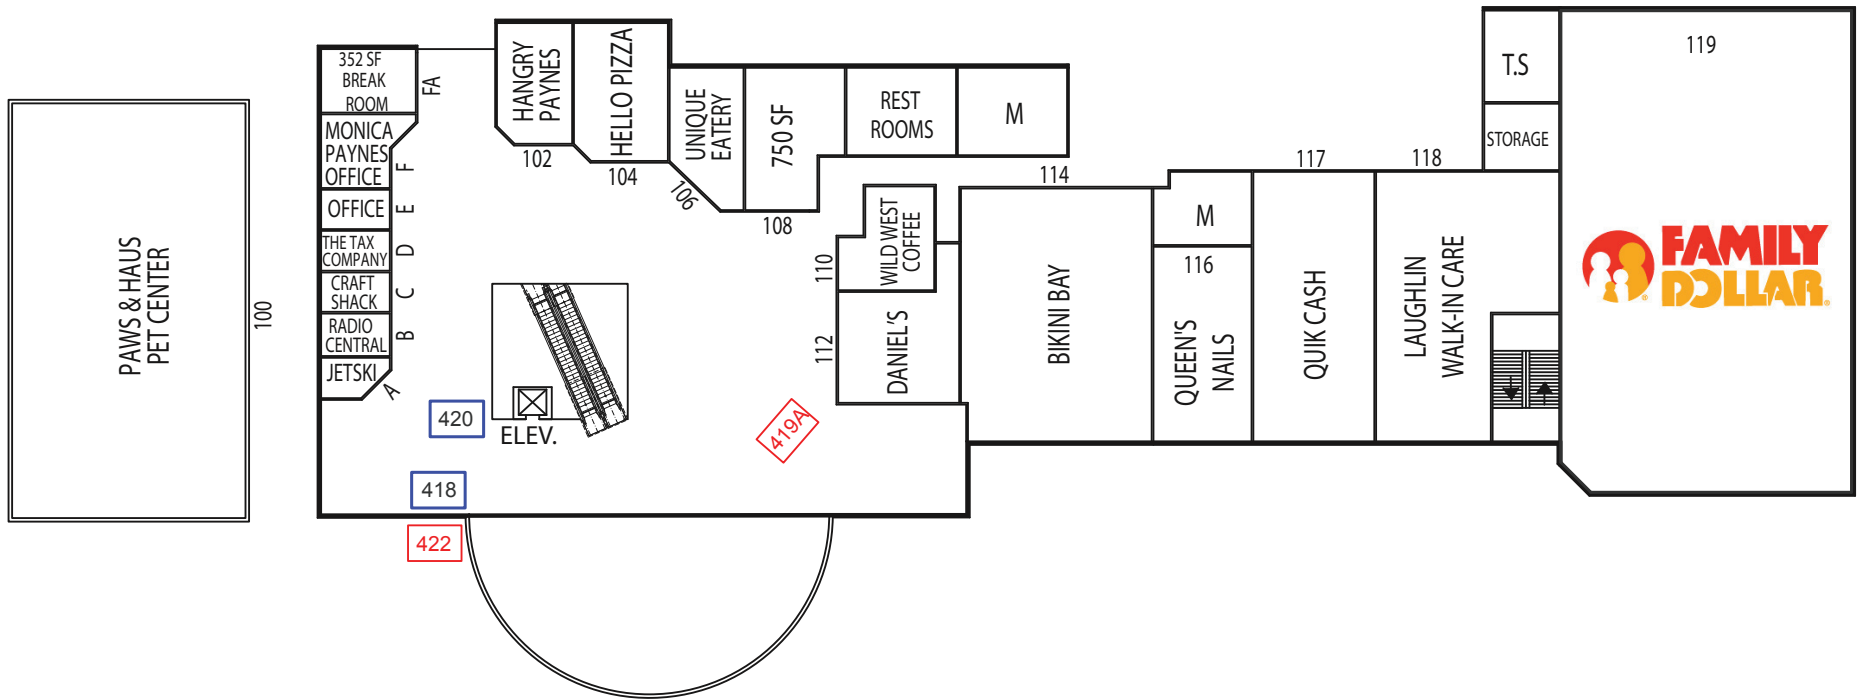 PAWS & HAUS
PET CENTER
100
352 SF
BREAK
ROOM
FA
MONICA
PAYNES
OFFICE
F
OFFICE
E
THE TAX
COMPANY
D
CRAFT
SHACK
C
RADIO
CENTRAL
B
JETSKI
A
HANGRY
PAYNES
102
HELLO PIZZA
104
UNIQUE
EATERY
106
750 SF
108
REST
ROOMS
M
WILD WEST
COFFEE
110
DANIEL'S
112
ELEV.
420
418
422
419A
114
BIKINI BAY
M
116
QUEEN'S
NAILS
117
QUIK CASH
118
LAUGHLIN
WALK-IN CARE
T.S
STORAGE
119
FAMILY
DOLLAR